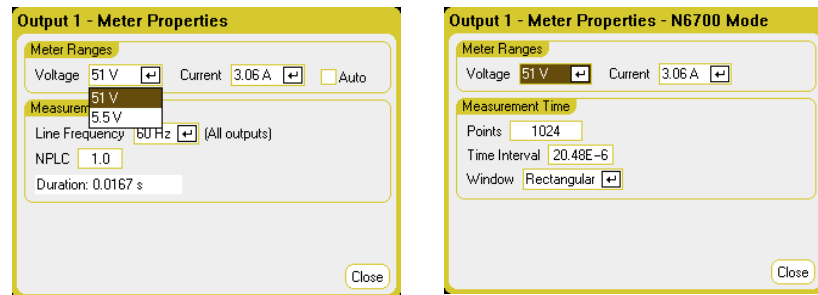 Output 1 - Meter Properties
Meter Ranges
Voltage 51 V Current 3.06 A Auto
51 V
5.5 V
Measurem
Line Frequency 60 Hz (All outputs)
NPLC 1.0
Duration: 0.0167 s
Close
Output 1 - Meter Properties - N6700 Mode
Meter Ranges
Voltage 51 V Current 3.06 A
Measurement Time
Points 1024
Time Interval 20.48E-6
Window Rectangular
Close